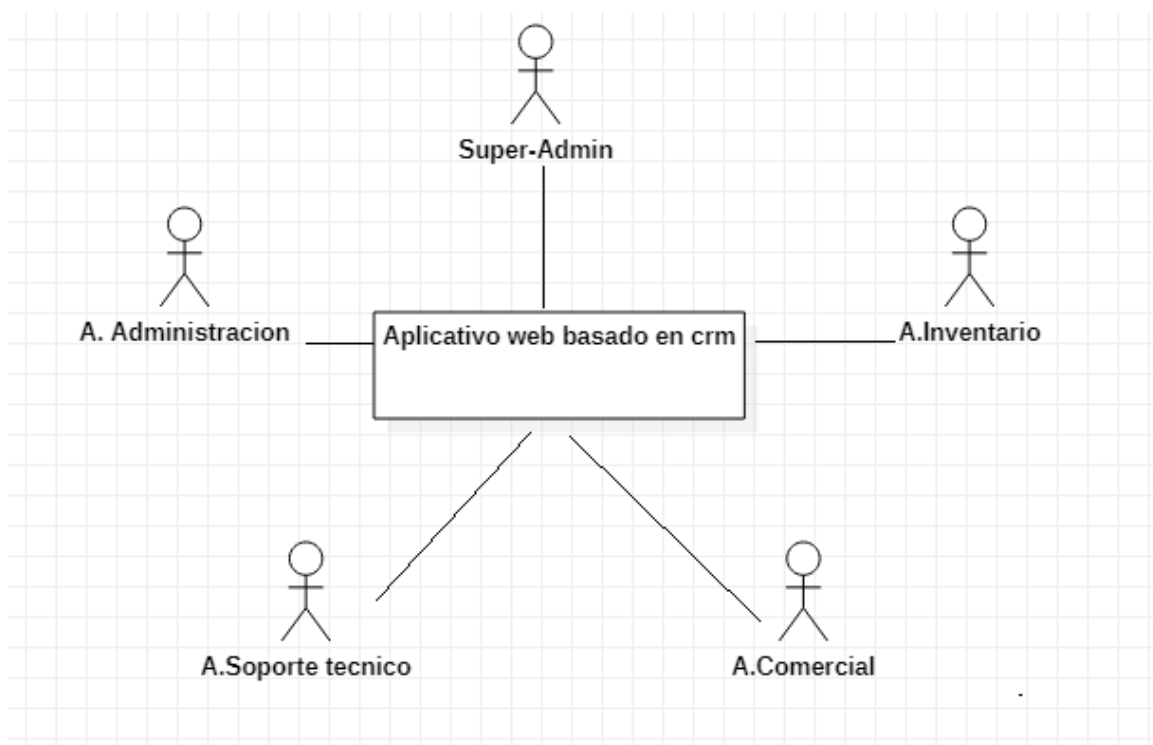 Super-Admin
A. Administracion
Aplicativo web basado en crm
A.Inventario
A.Soporte tecnico
A.Comercial
.